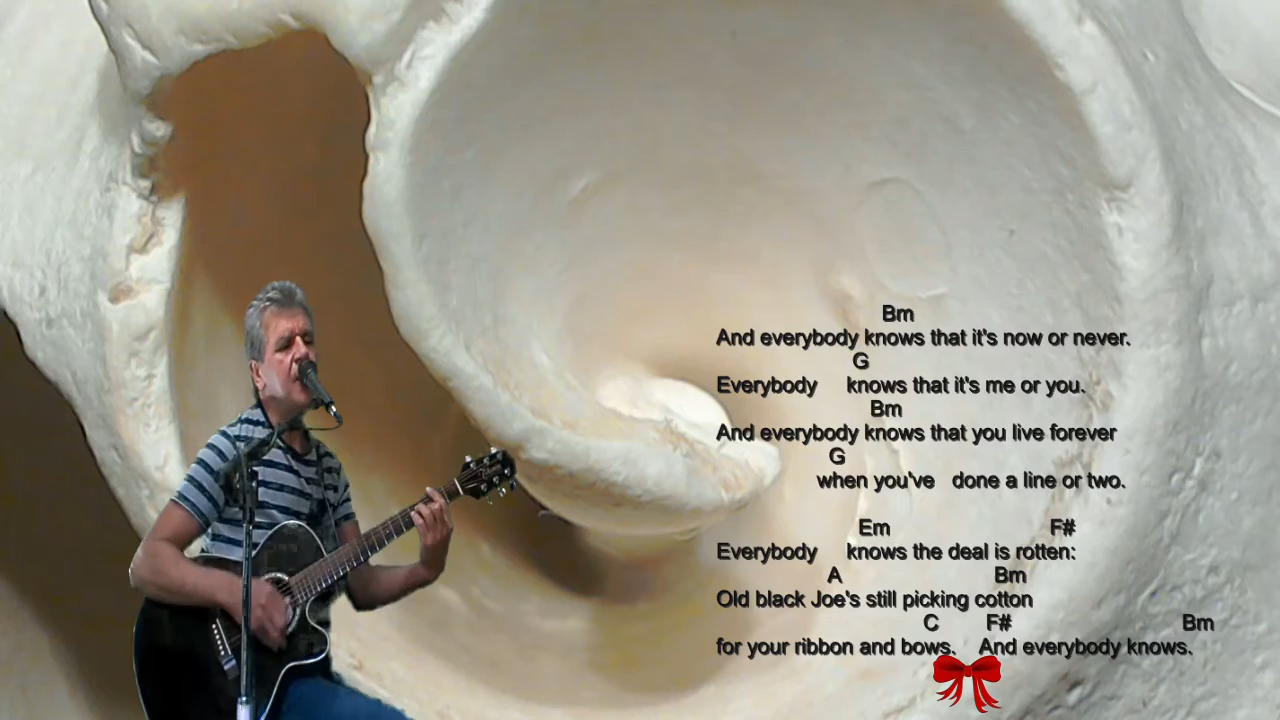 Bm
And everybody knows that it's now or never.
G
Everybody knows that it's me or you.
Bm
And everybody knows that you live forever
G
when you've done a line or two.
Em F#
Everybody knows the deal is rotten:
A Bm
Old black Joe's still picking cotton
C F# Bm
for your ribbon and bows. And everybody knows.